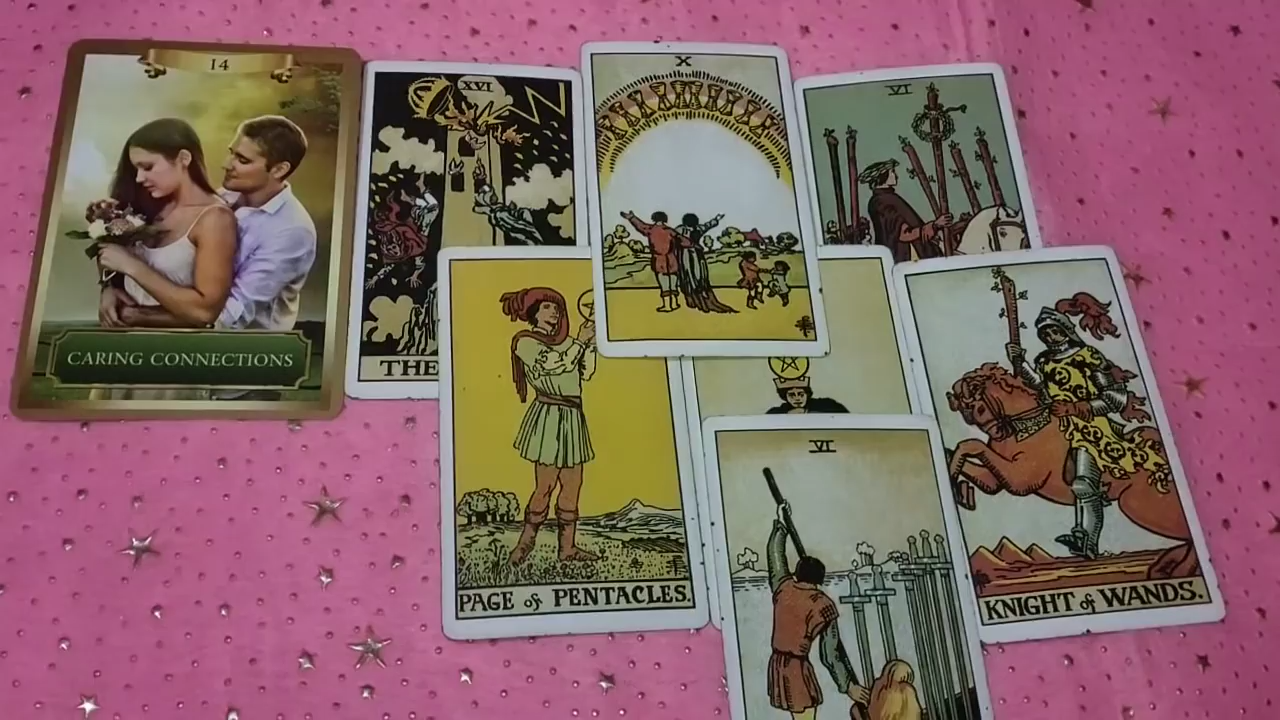 14
CARING CONNECTIONS
XVI
THE
X
VI
PAGE of PENTACLES.
VI
KNIGHT of WANDS.